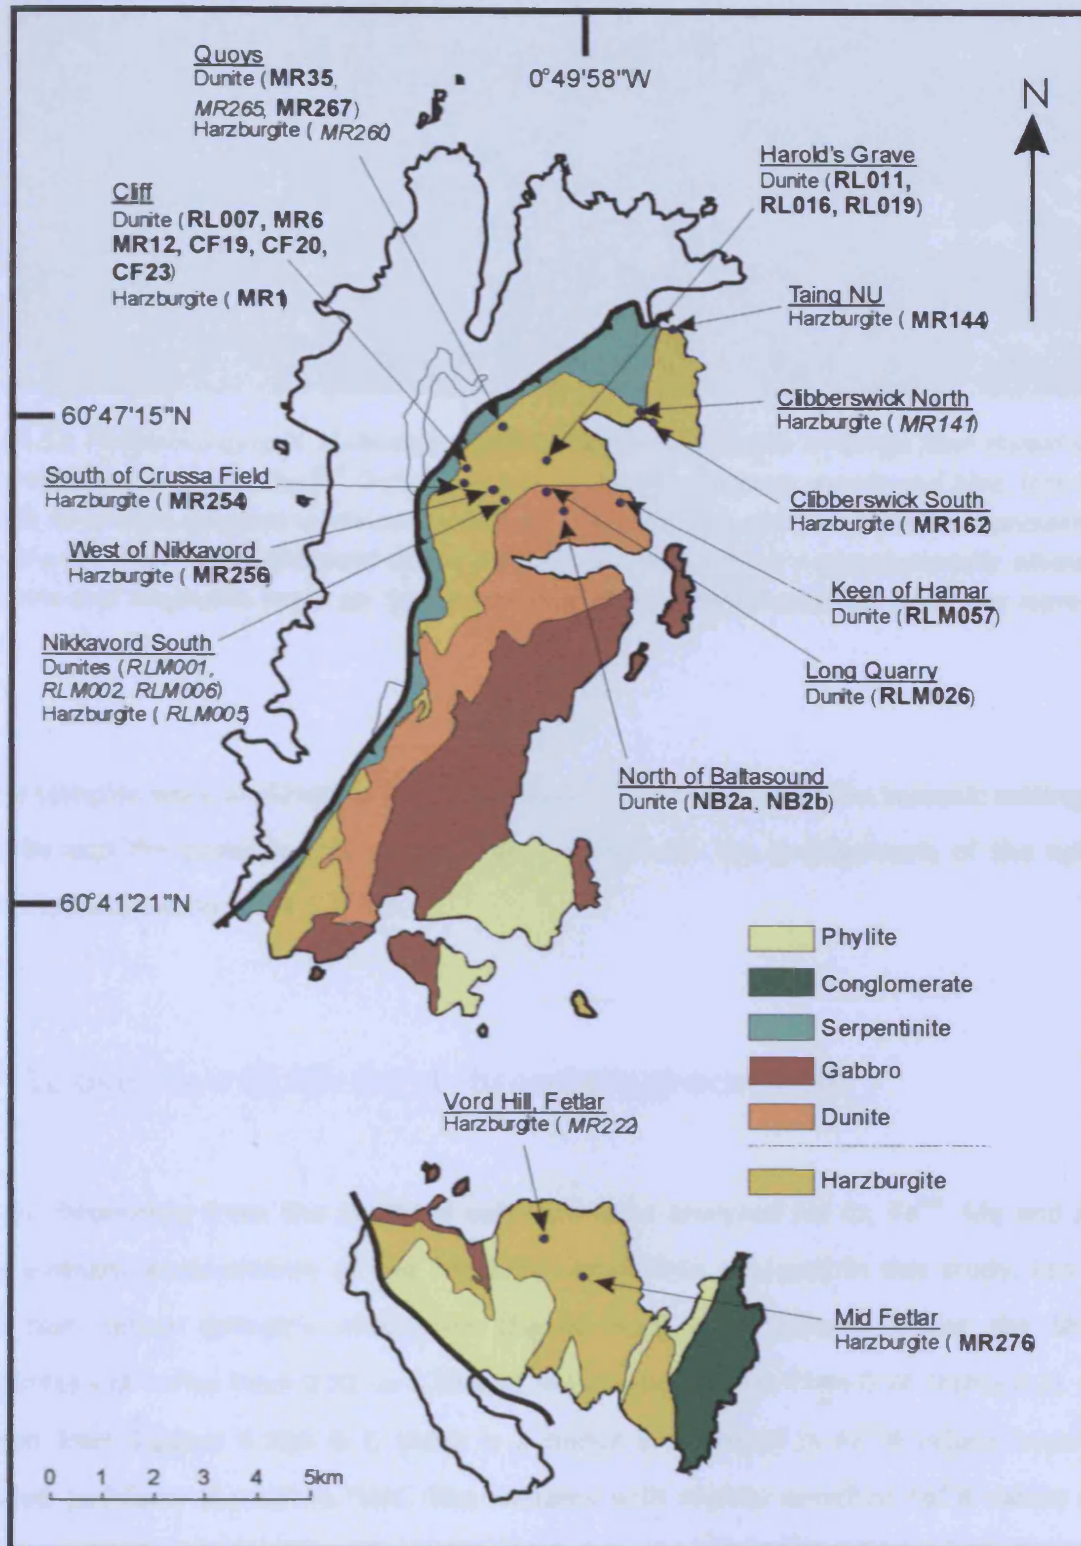 Quoys
Dunite (MR35,
MR265, MR267)
Harzburgite (MR260)
0°49'58"W
N
Harold's Grave
Dunite (RL011,
RL016, RL019)
Cliff
Dunite (RL007, MR6
MR12, CF19, CF20,
CF23)
Harzburgite (MR1)
Taing NU
Harzburgite (MR144)
60°47'15"N
Clibberswick North
Harzburgite (MR141)
South of Crussa Field
Harzburgite (MR254)
Clibberswick South
Harzburgite (MR162)
West of Nikkavord
Harzburgite (MR256)
Keen of Hamar
Dunite (RLM057)
Nikkavord South
Dunites (RLM001,
RLM002, RLM006)
Harzburgite (RLM005)
Long Quarry
Dunite (RLM026)
North of Baltasound
Dunite (NB2a, NB2b)
60°41'21"N
Phylite
Conglomerate
Serpentinite
Gabbro
Dunite
Harzburgite
Vord Hill, Fetlar
Harzburgite (MR222)
Mid Fetlar
Harzburgite (MR276)
0 1 2 3 4 5km